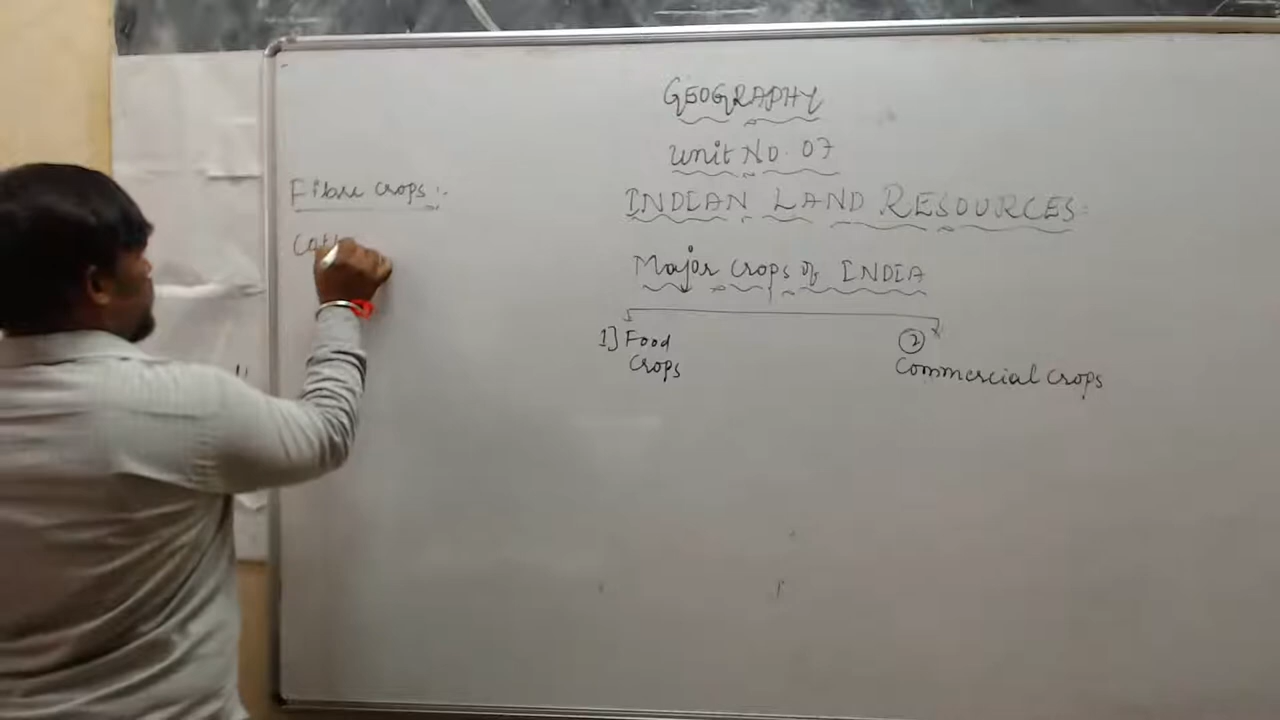 GEOGRAPHY
Unit No. 07
INDIAN LAND RESOURCES
Major crops of INDIA
1] Food
crops
②
Commercial crops
Fibre crops :-